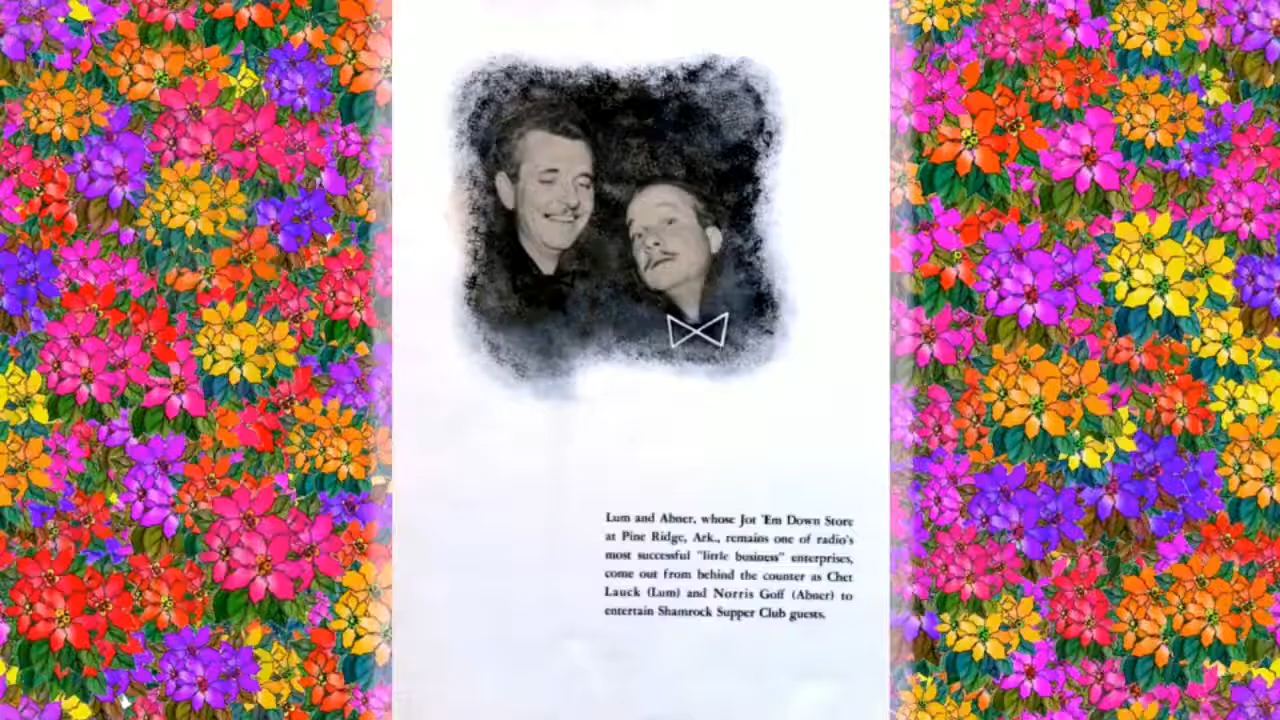 Lum and Abner, whose Jot 'Em Down Store
at Pine Ridge, Ark., remains one of radio's
most successful "little business" enterprises,
come out from behind the counter as Chet
Lauck (Lum) and Norris Goff (Abner) to
entertain Shamrock Supper Club guests.